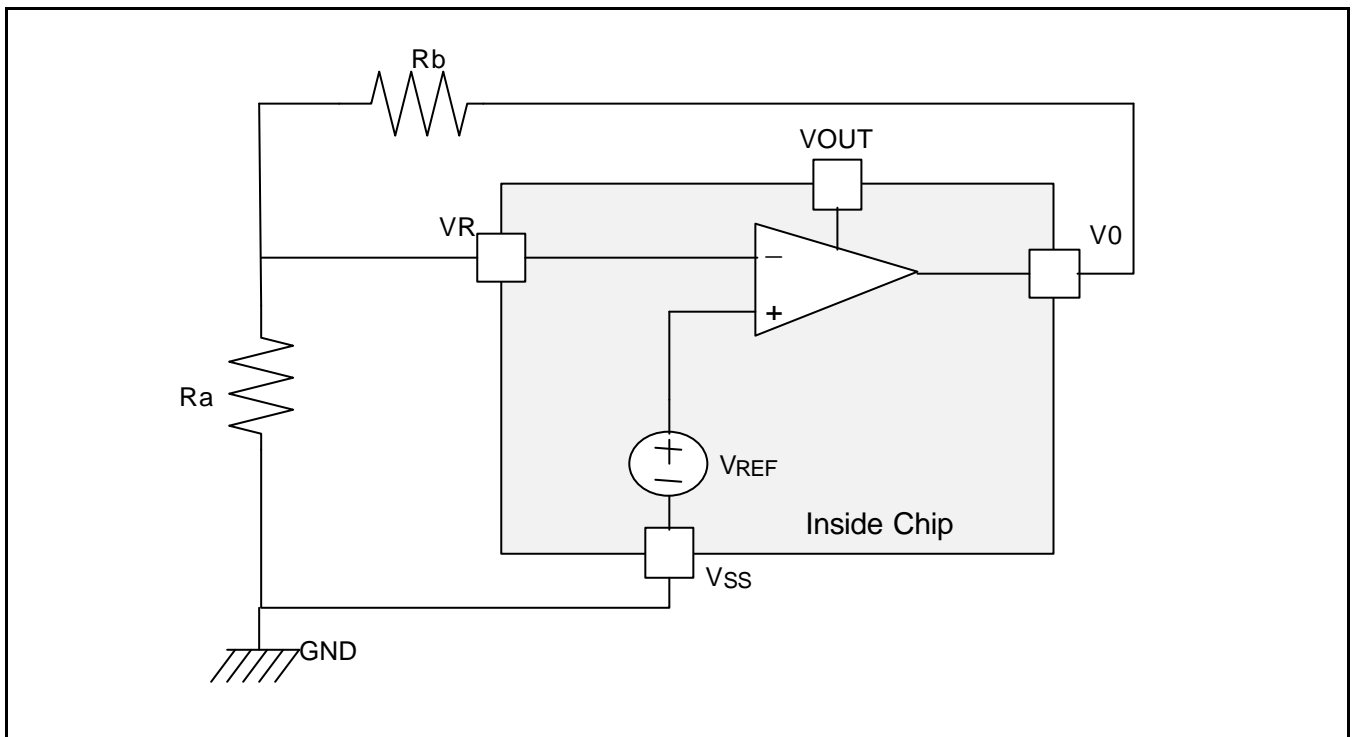 Rb
VOUT
VR
V0
−
+
Ra
VREF
Inside Chip
VSS
GND